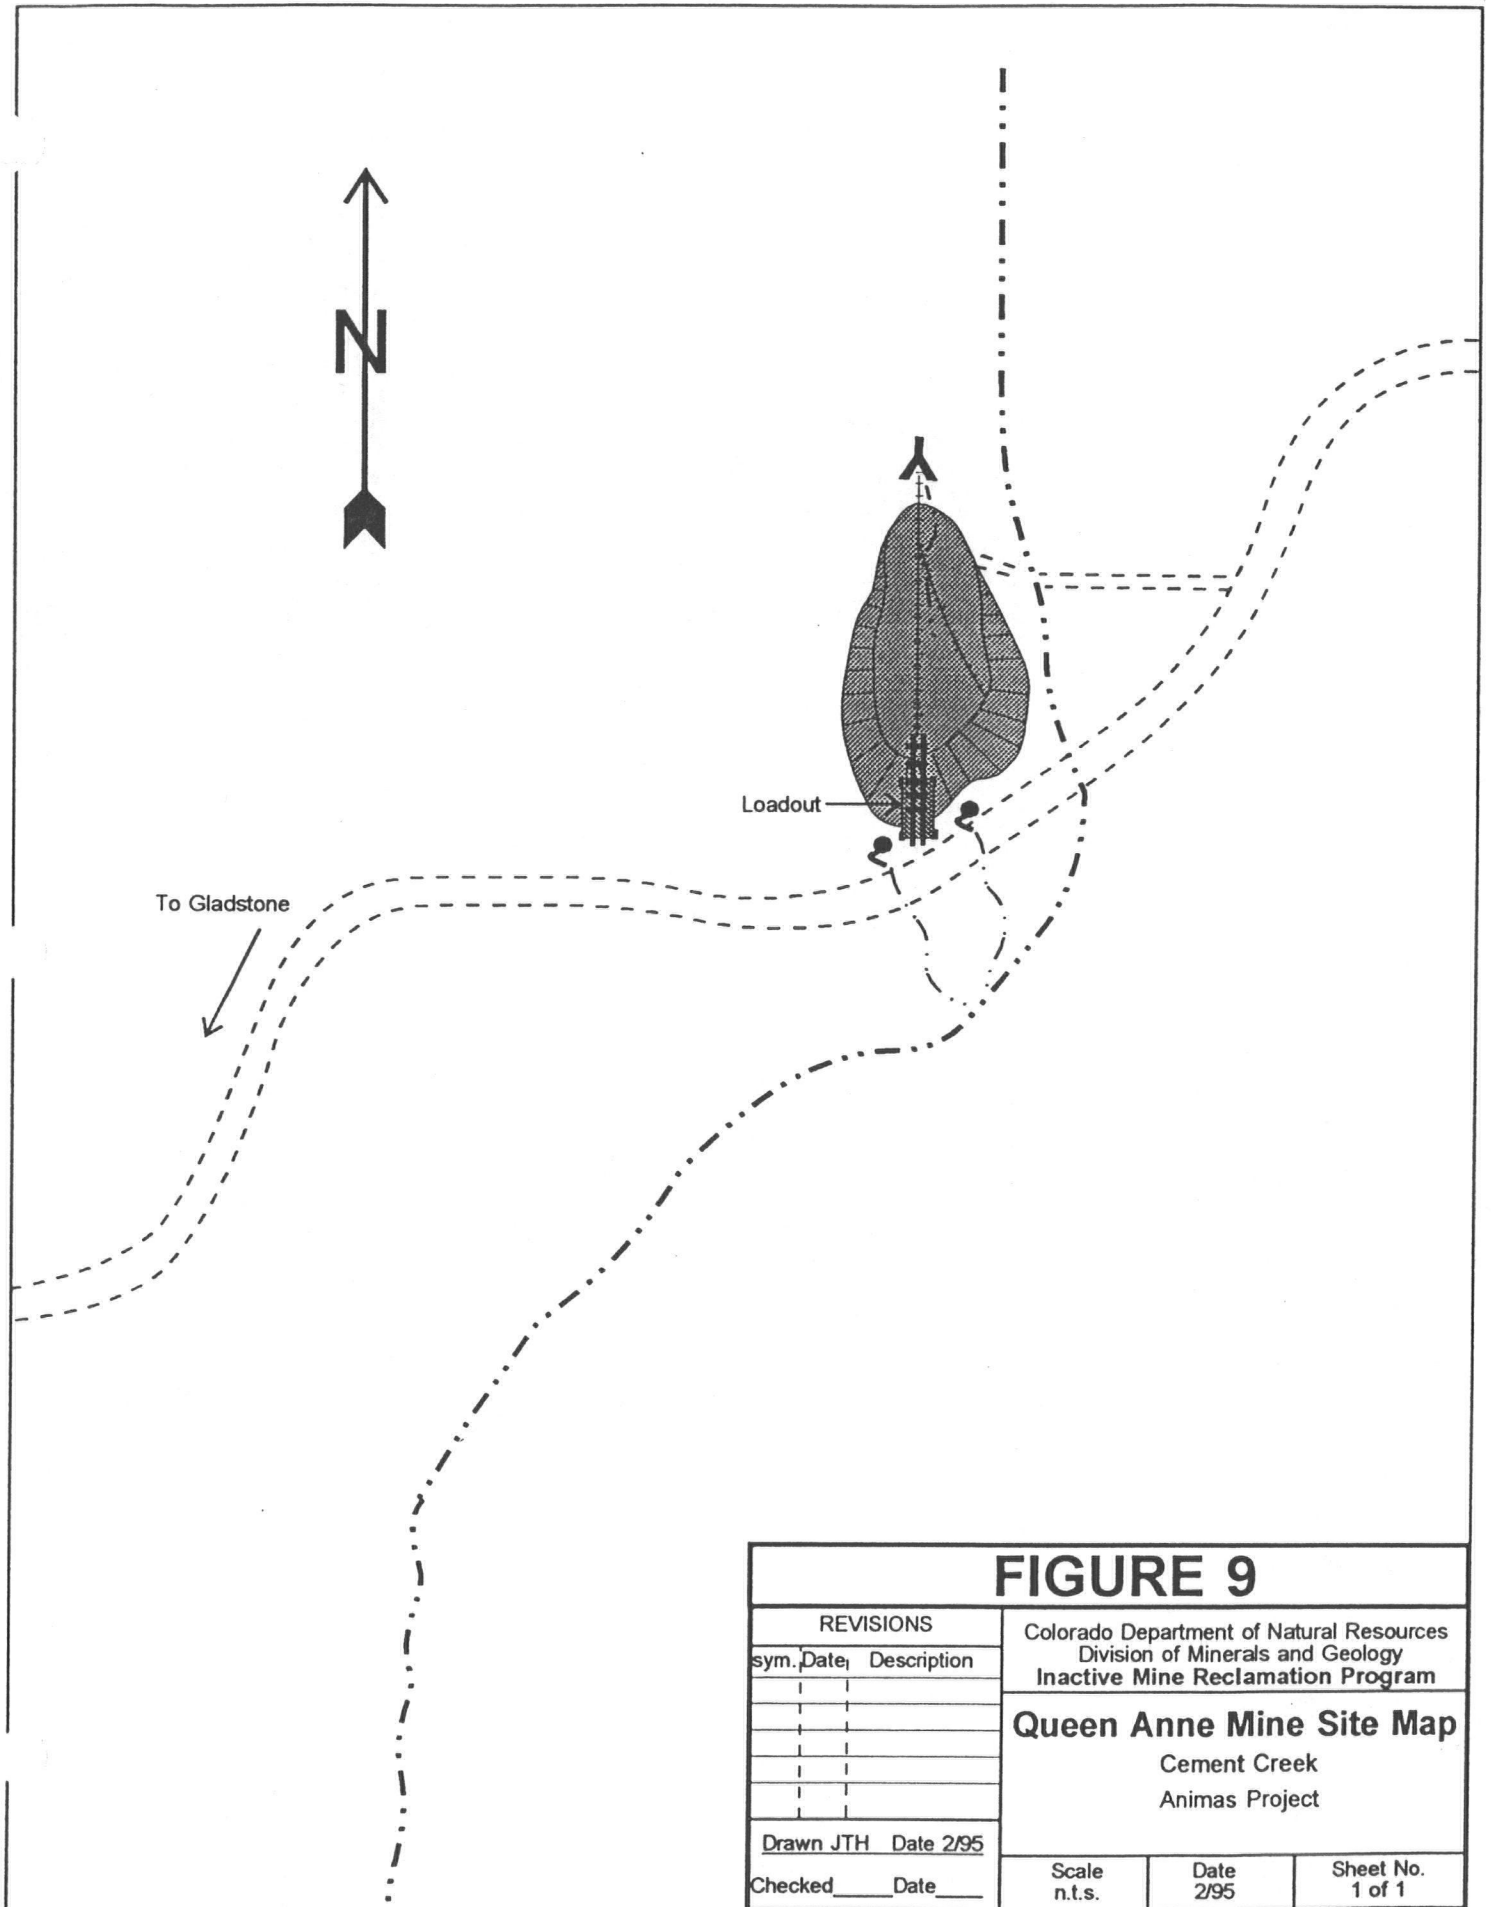 N
Loadout
To Gladstone
FIGURE 9
REVISIONS
sym. Date Description
Colorado Department of Natural Resources
Division of Minerals and Geology
Inactive Mine Reclamation Program
Queen Anne Mine Site Map
Cement Creek
Animas Project
Drawn JTH Date 2/95
Checked_____Date____
Scale
n.t.s.
Date
2/95
Sheet No.
1 of 1